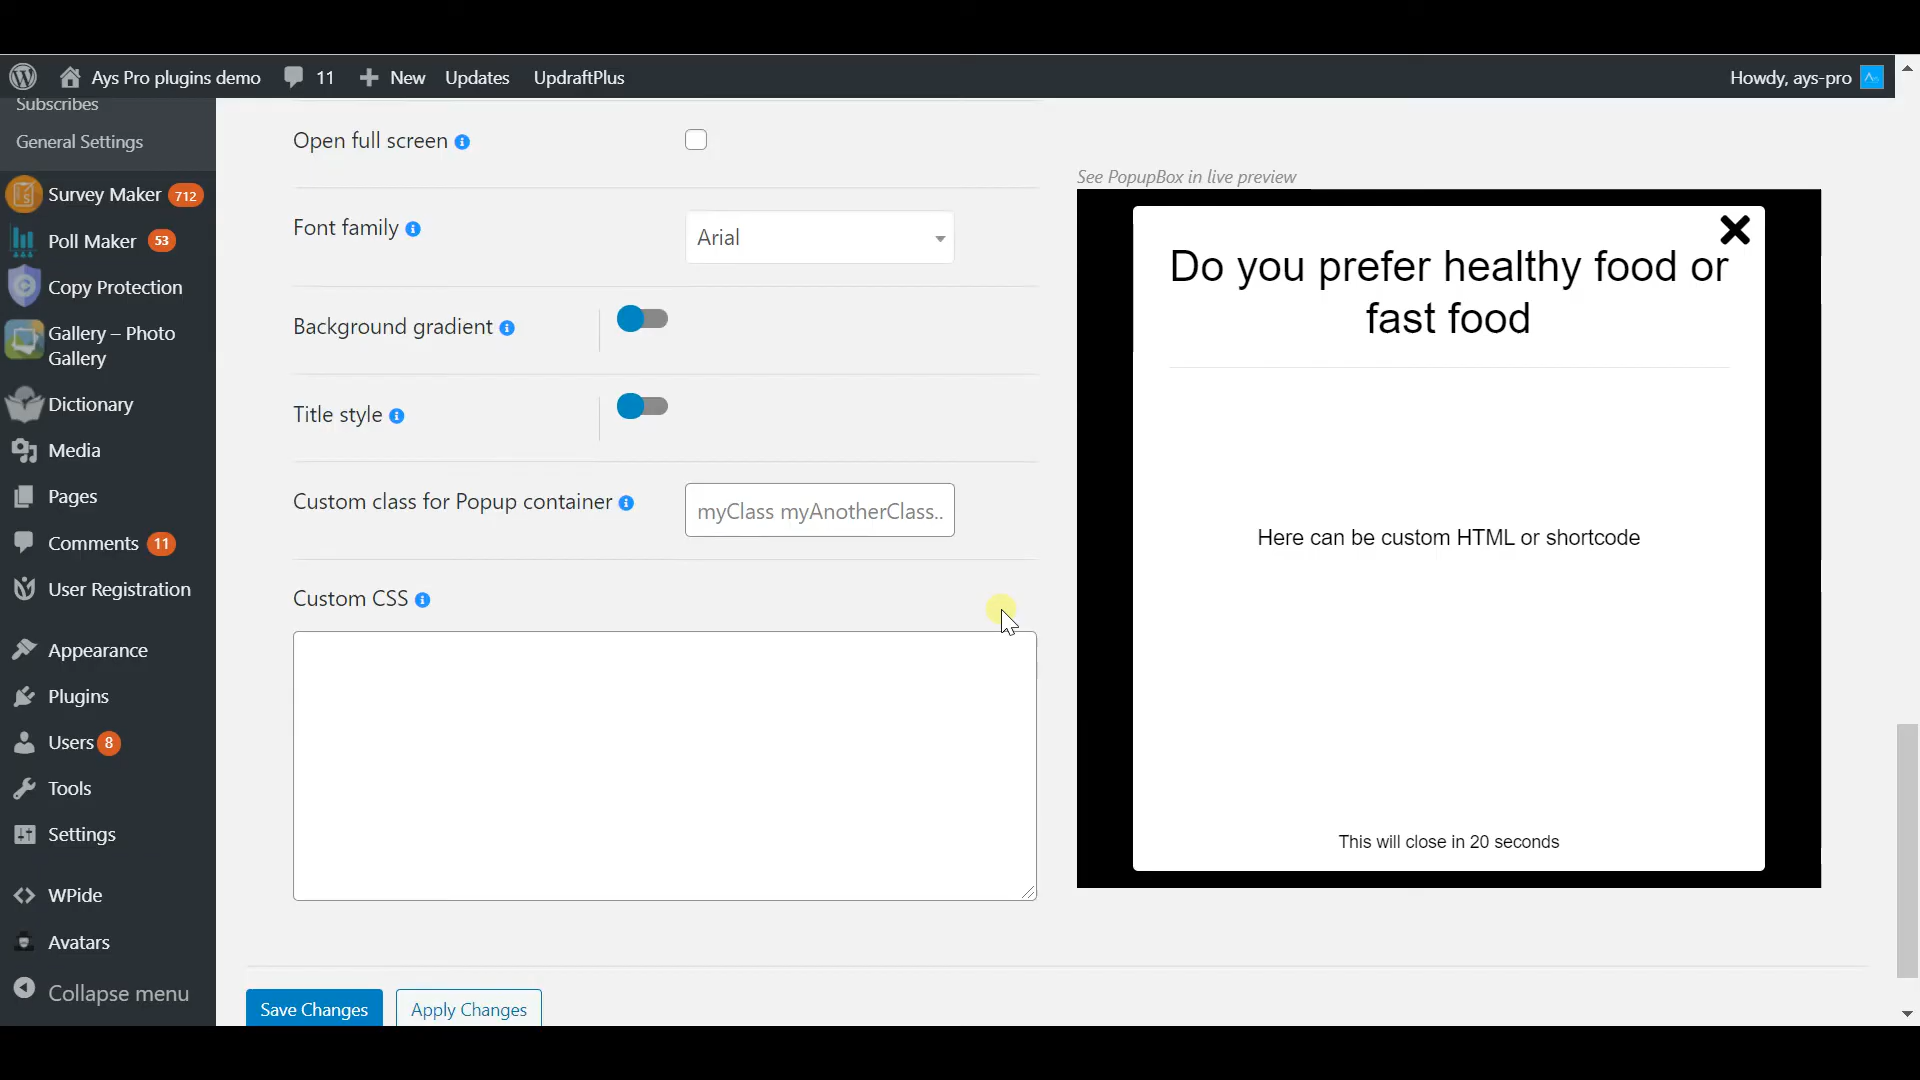 Ays Pro plugins demo 11 New Updates UpdraftPlus Howdy, ays-pro
Subscribes
General Settings
Survey Maker 712
Poll Maker 53
Copy Protection
Gallery – Photo
Gallery
Dictionary
Media
Pages
Comments 11
User Registration
Appearance
Plugins
Users 8
Tools
Settings
WPide
Avatars
Collapse menu
Open full screen
Font family
Arial
Background gradient
Title style
Custom class for Popup container
myClass myAnotherClass..
Custom CSS
Save Changes Apply Changes
See PopupBox in live preview
Do you prefer healthy food or
fast food
Here can be custom HTML or shortcode
This will close in 20 seconds